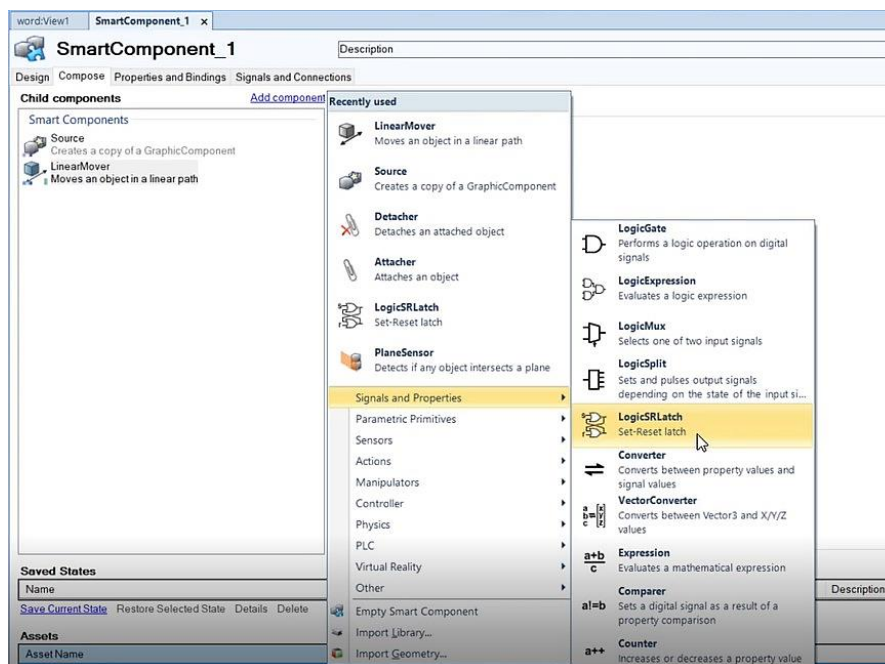 word:View1
SmartComponent_1 x
SmartComponent_1
Description
Design Compose Properties and Bindings Signals and Connections
Child components
Add component
Smart Components
Source
Creates a copy of a GraphicComponent
LinearMover
Moves an object in a linear path
Recently used
LinearMover
Moves an object in a linear path
Source
Creates a copy of a GraphicComponent
Detacher
Detaches an attached object
Attacher
Attaches an object
LogicSRLatch
Set-Reset latch
PlaneSensor
Detects if any object intersects a plane
Signals and Properties
Parametric Primitives
Sensors
Actions
Manipulators
Controller
Physics
PLC
Virtual Reality
Other
Empty Smart Component
Import Library...
Import Geometry...
LogicGate
Performs a logic operation on digital
signals
LogicExpression
Evaluates a logic expression
LogicMux
Selects one of two input signals
LogicSplit
Sets and pulses output signals
depending on the state of the input si...
LogicSRLatch
Set-Reset latch
Converter
Converts between property values and
signal values
VectorConverter
Converts between Vector3 and X/Y/Z
values
a+b
c
Expression
Evaluates a mathematical expression
a!=b
Comparer
Sets a digital signal as a result of a
property comparison
a++
Counter
Increases or decreases a property value
Saved States
Name
Description
Save Current State Restore Selected State Details Delete
Assets
Asset Name